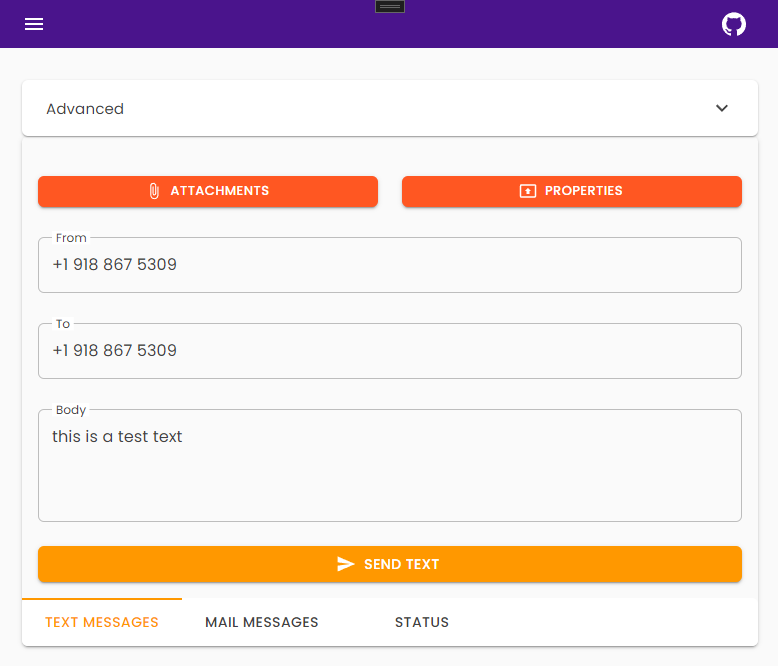 Advanced
ATTACHMENTS
PROPERTIES
From
+1 918 867 5309
To
+1 918 867 5309
Body
this is a test text
SEND TEXT
TEXT MESSAGES
MAIL MESSAGES
STATUS